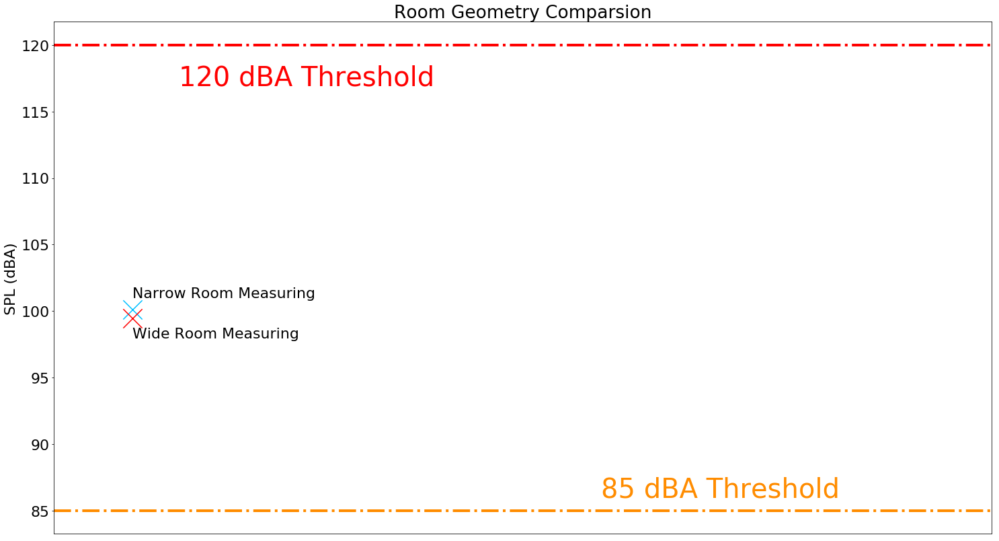 Room Geometry Comparsion
120
120 dBA Threshold
115
110
105
SPL (dBA)
Narrow Room Measuring
100
Wide Room Measuring
95
90
85 dBA Threshold
85